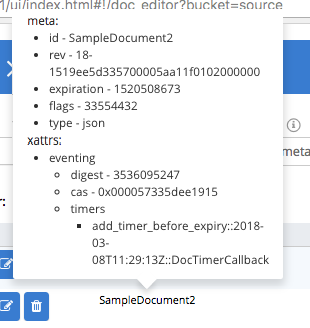 1/ui/index.html#!/doc_editor?bucket=source
meta:
id - SampleDocument2
rev - 18-
1519ee5d335700005aa11f0102000000
expiration - 1520508673
flags - 33554432
type - json
xattrs:
eventing
digest - 3536095247
cas - 0x000057335dee1915
timers
add_timer_before_expiry::2018-
03-
08T11:29:13Z::DocTimerCallback
meta
r:
SampleDocument2